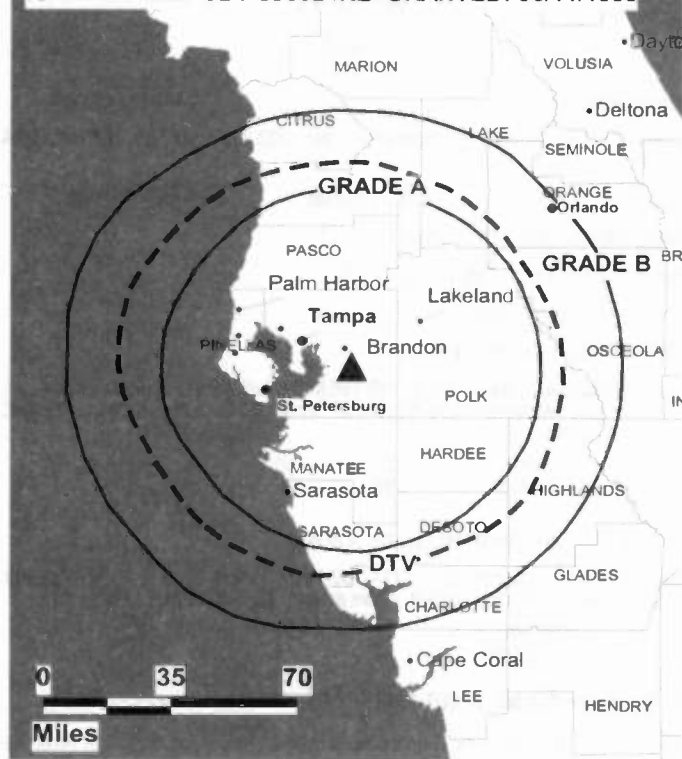 Dayto
MARION
VOLUSIA
Deltona
CITRUS
LAKE
SEMINOLE
GRADE A
ORANGE
Orlando
PASCO
GRADE B
Palm Harbor
Lakeland
Tampa
PINELLAS
Brandon
OSCEOLA
POLK
St. Petersburg
HARDEE
MANATEE
Sarasota
HIGHLANDS
SARASOTA
DESOTO
DTV
GLADES
CHARLOTTE
Cape Coral
0 35 70
LEE
HENDRY
Miles